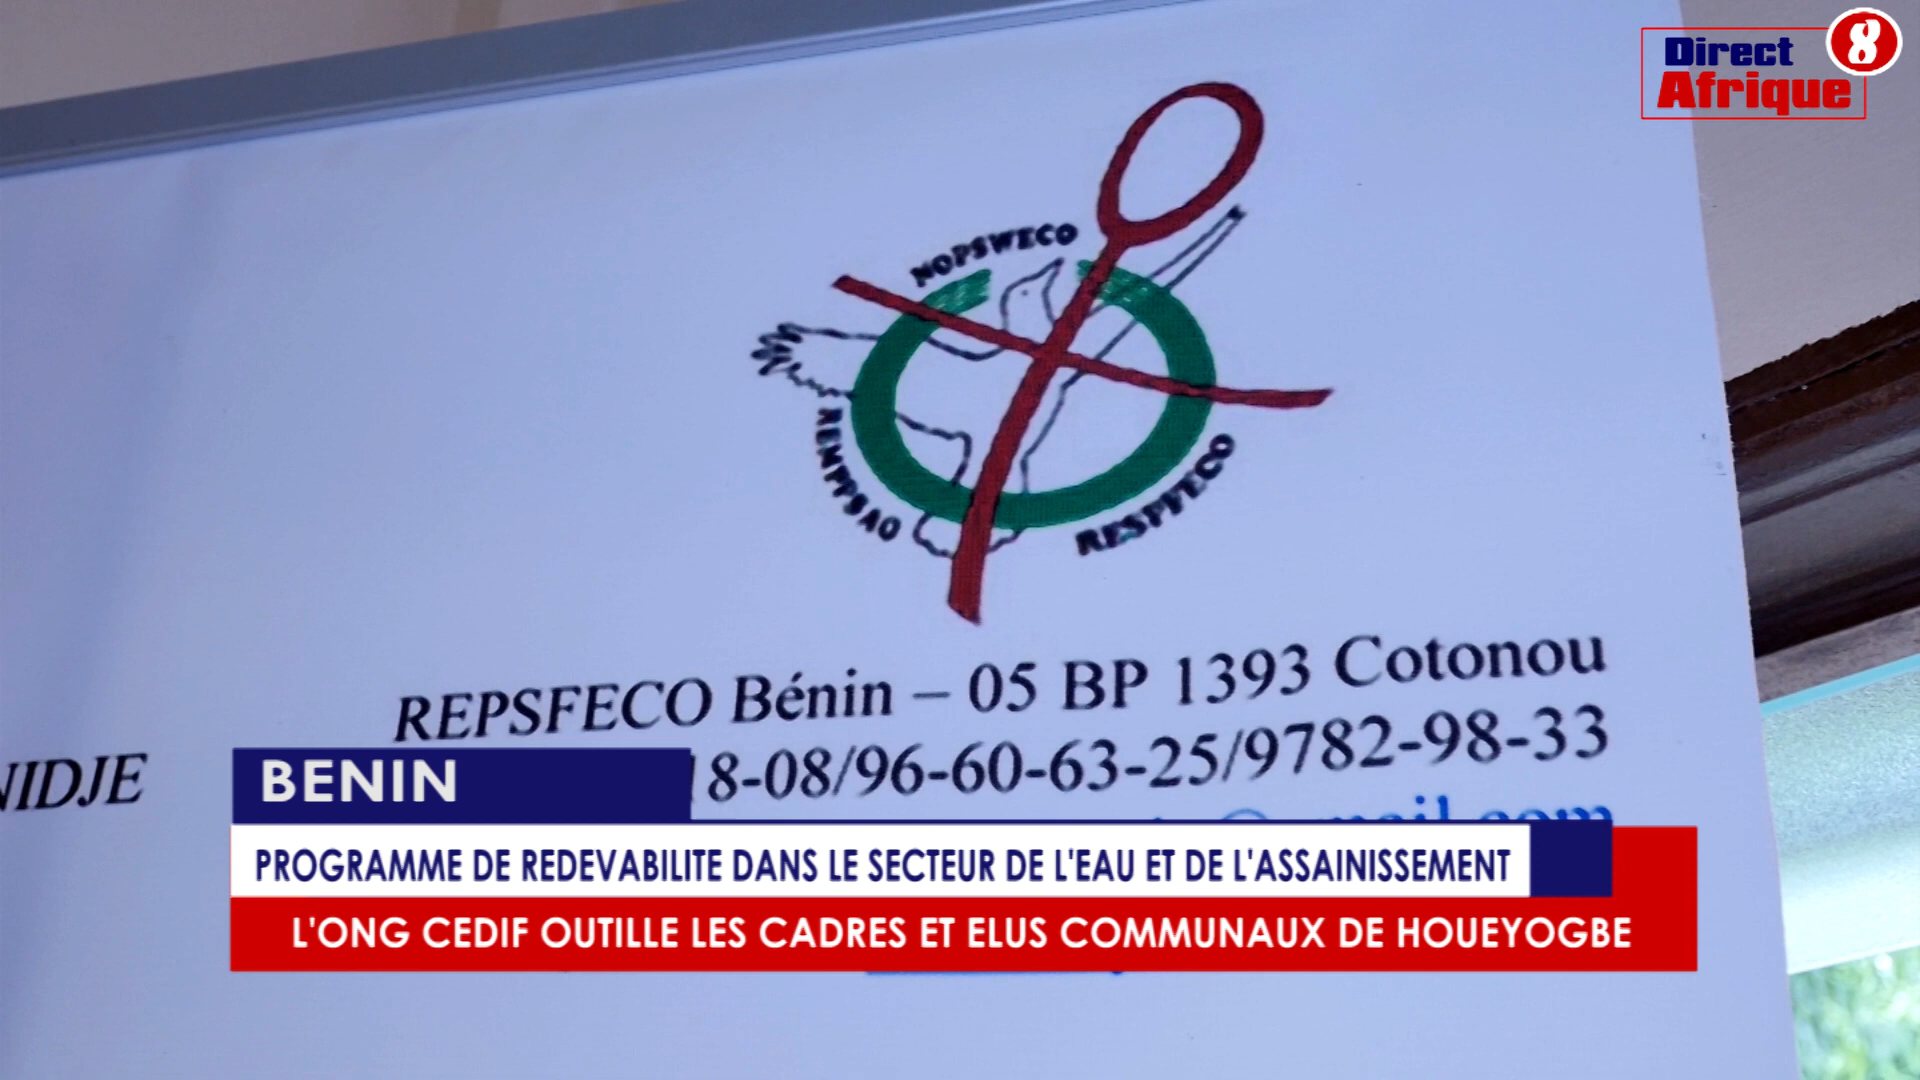 Direct 8
Afrique
NOPSWECO
REMPPSAO
RESPFECO
REPSFECO Bénin – 05 BP 1393 Cotonou
NIDJE
8-08/96-60-63-25/9782-98-33
BENIN
PROGRAMME DE REDEVABILITE DANS LE SECTEUR DE L'EAU ET DE L'ASSAINISSEMENT
L'ONG CEDIF OUTILLE LES CADRES ET ELUS COMMUNAUX DE HOUEYOGBE